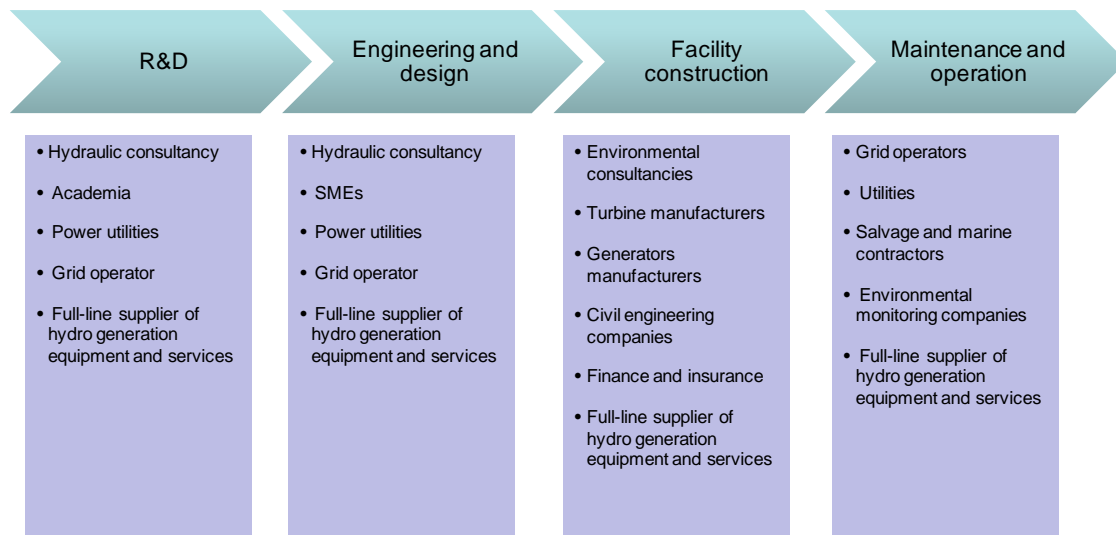 R&D
Engineering and
design
Facility
construction
Maintenance and
operation
• Hydraulic consultancy
• Academia
• Power utilities
• Grid operator
• Full-line supplier of
hydro generation
equipment and services
• Hydraulic consultancy
• SMEs
• Power utilities
• Grid operator
• Full-line supplier of
hydro generation
equipment and services
• Environmental
consultancies
• Turbine manufacturers
• Generators
manufacturers
• Civil engineering
companies
• Finance and insurance
• Full-line supplier of
hydro generation
equipment and services
• Grid operators
• Utilities
• Salvage and marine
contractors
• Environmental
monitoring companies
• Full-line supplier of
hydro generation
equipment and services